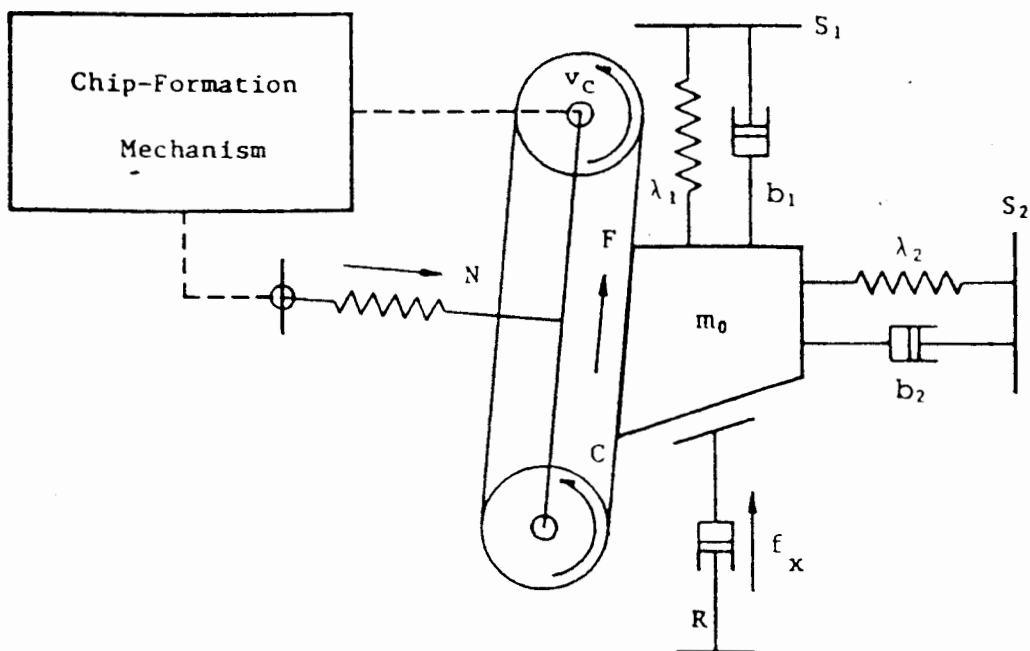 Chip-Formation
Mechanism
v_C
S₁
λ₁
b₁
S₂
λ₂
F
N
m₀
b₂
C
f_x
R